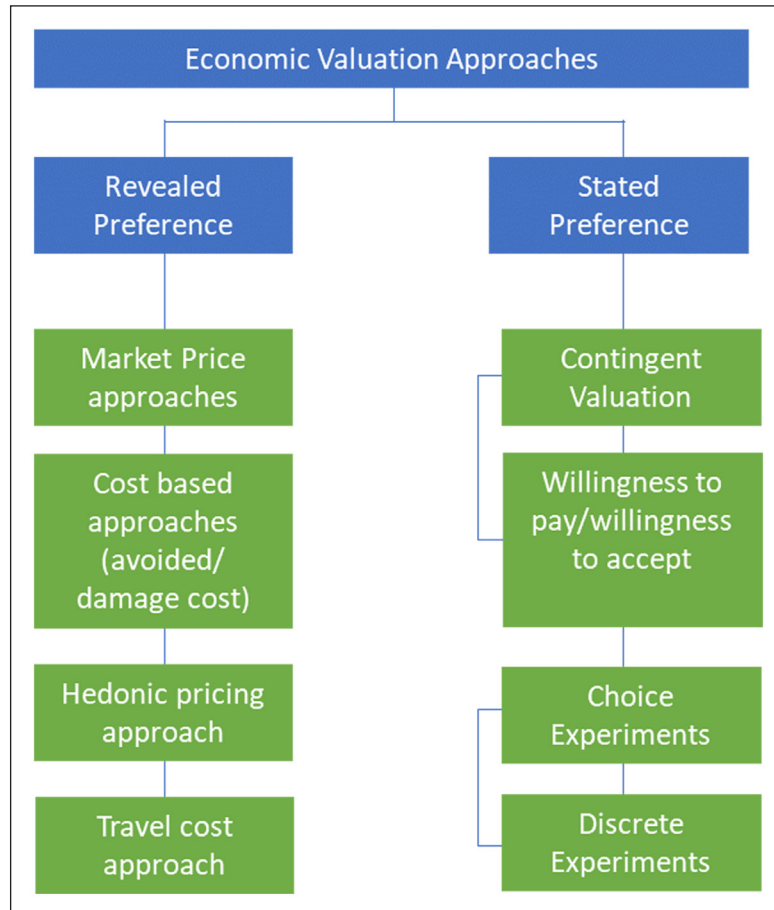 Economic Valuation Approaches
Revealed
Preference
Stated
Preference
Market Price
approaches
Cost based
approaches
(avoided/
damage cost)
Hedonic pricing
approach
Travel cost
approach
Contingent
Valuation
Willingness to
pay/willingness
to accept
Choice
Experiments
Discrete
Experiments